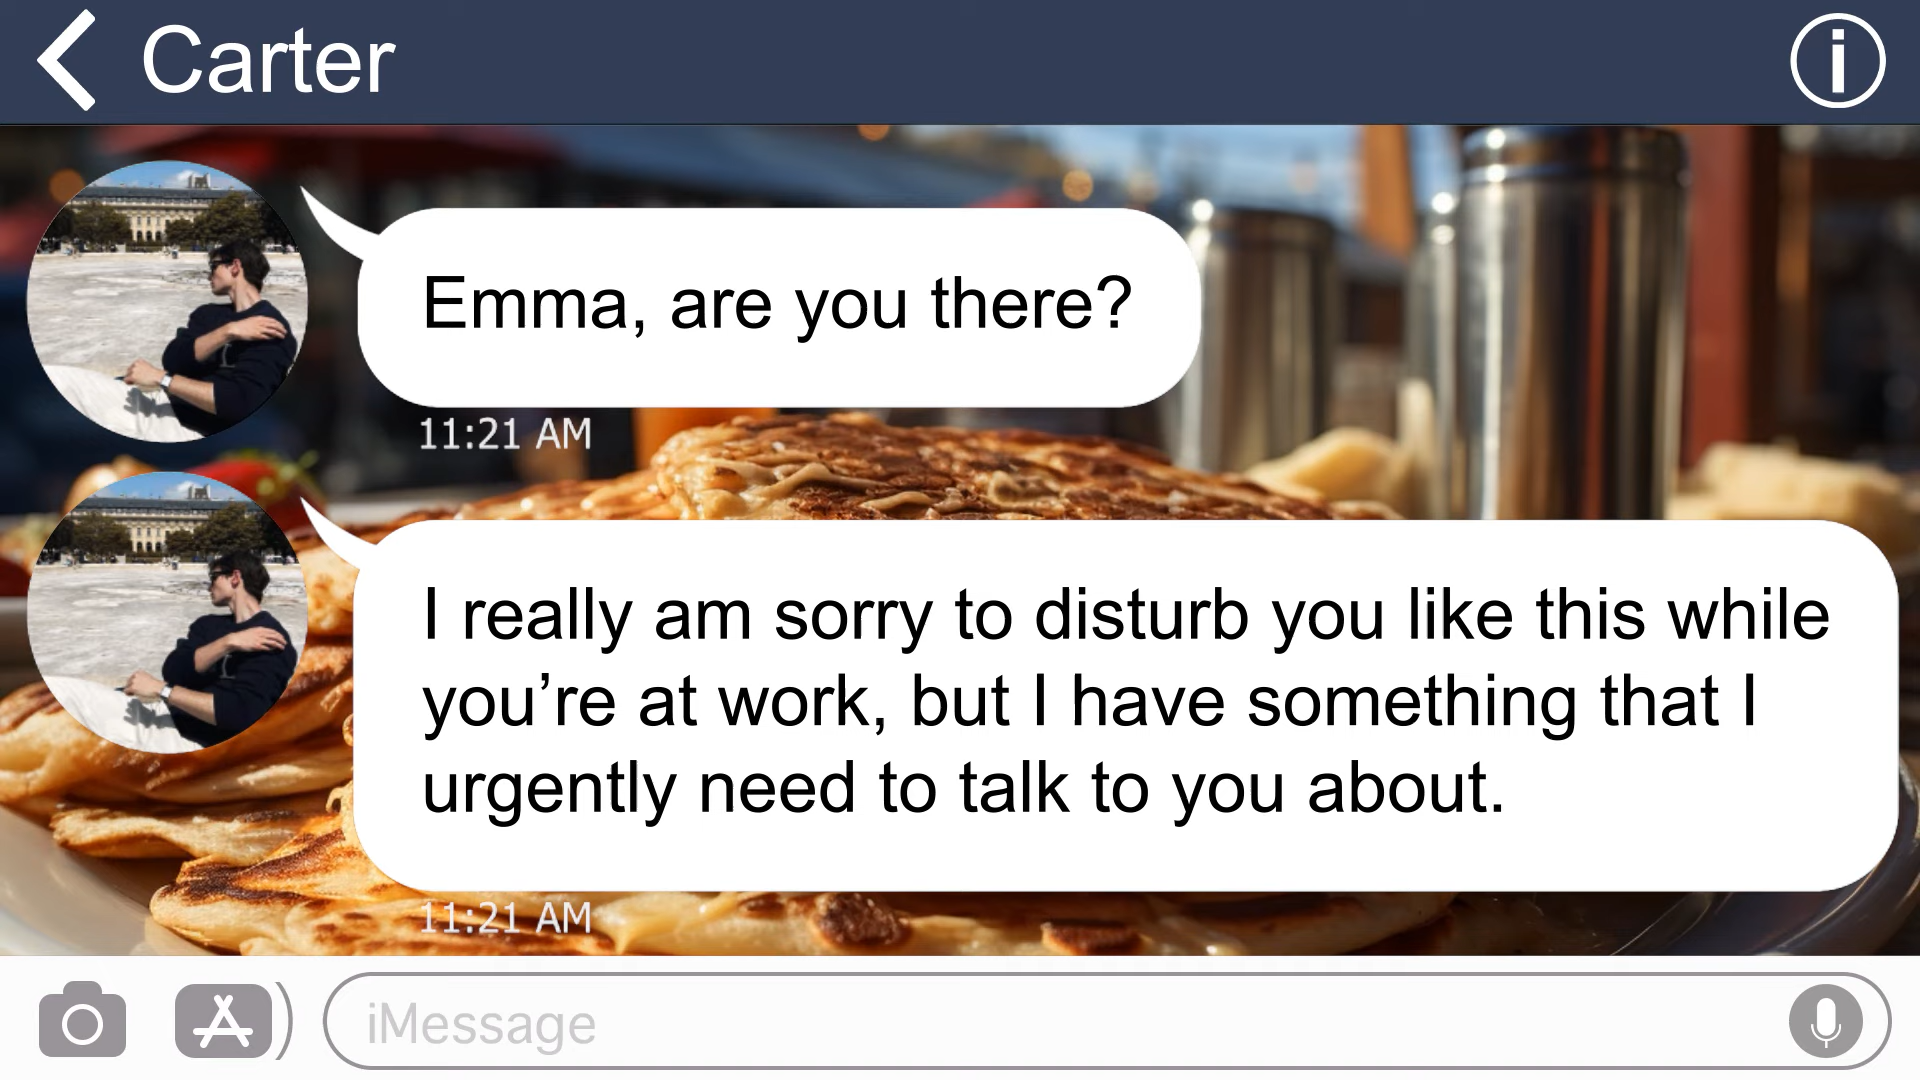 Carter
Emma, are you there?
11:21 AM
I really am sorry to disturb you like this while
you’re at work, but I have something that I
urgently need to talk to you about.
11:21 AM
iMessage